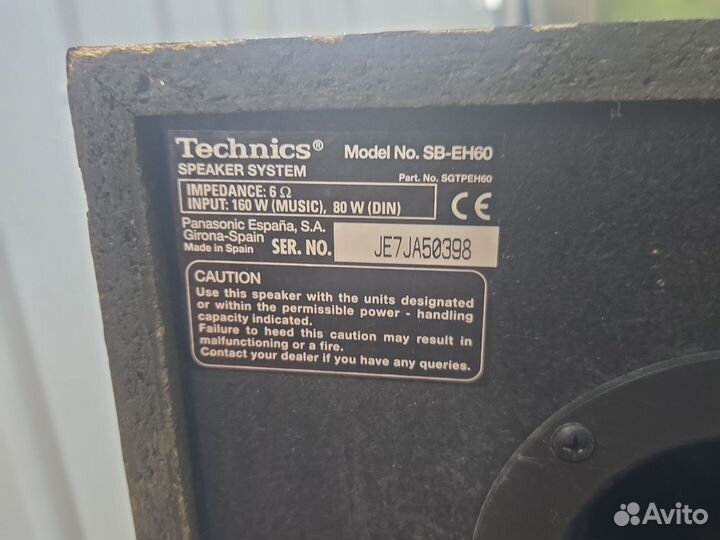 Technics® Model No. SB-EH60
SPEAKER SYSTEM Part. No. SGTPEH60
IMPEDANCE: 6 Ω
INPUT: 160 W (MUSIC), 80 W (DIN)
CE
Panasonic España, S.A.
Girona-Spain
Made in Spain SER. NO. JE7JA50398
CAUTION
Use this speaker with the units designated
or within the permissible power - handling
capacity indicated.
Failure to heed this caution may result in
malfunctioning or a fire.
Contact your dealer if you have any queries.
Avito